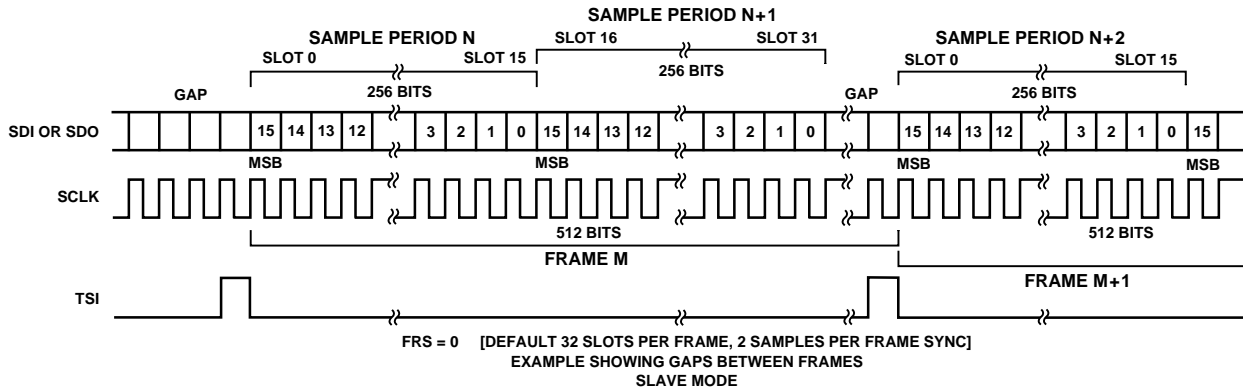 SAMPLE PERIOD N+1
SAMPLE PERIOD N SLOT 16 SLOT 31 SAMPLE PERIOD N+2
SLOT 0 SLOT 15 256 BITS SLOT 0 SLOT 15
GAP 256 BITS GAP 256 BITS
SDI OR SDO 15 14 13 12 3 2 1 0 15 14 13 12 3 2 1 0 15 14 13 12 3 2 1 0 15
MSB MSB MSB MSB
SCLK
512 BITS 512 BITS
FRAME M
FRAME M+1
TSI
FRS = 0 [DEFAULT 32 SLOTS PER FRAME, 2 SAMPLES PER FRAME SYNC]
EXAMPLE SHOWING GAPS BETWEEN FRAMES
SLAVE MODE